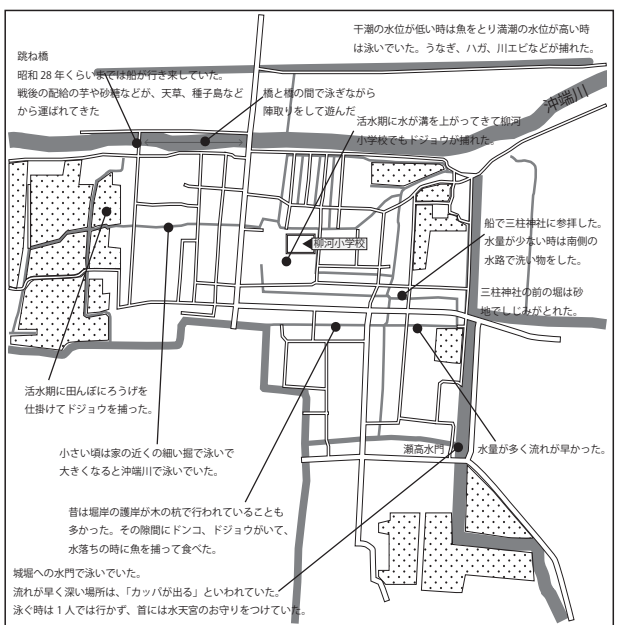 干潮の水位が低い時は魚をとり満潮の水位が高い時
は泳いでいた。うなぎ、ハガ、川エビなどが捕れた。
跳ね橋
昭和 28 年くらいまでは船が行き来していた。
戦後の配給の芋や砂糖などが、天草、種子島など
から運ばれてきた
橋と橋の間で泳ぎながら
陣取りをして遊んだ
沖端川
活水期に水が溝を上がってきて柳河
小学校でもドジョウが捕れた。
船で三柱神社に参拝した。
水量が少ない時は南側の
水路で洗い物をした。
柳河小学校
三柱神社の前の堀は砂
地でしじみがとれた。
活水期に田んぼにろうげを
仕掛けてドジョウを捕った。
小さい頃は家の近くの細い掘で泳いで
大きくなると沖端川で泳いでいた。
瀬高水門
水量が多く流れが早かった。
昔は堀岸の護岸が木の杭で行われていることも
多かった。その隙間にドンコ、ドジョウがいて、
水落ちの時に魚を捕って食べた。
城堀への水門で泳いでいた。
流れが早く深い場所は、「カッパが出る」といわれていた。
泳ぐ時は 1 人では行かず、首には水天宮のお守りをつけていた。